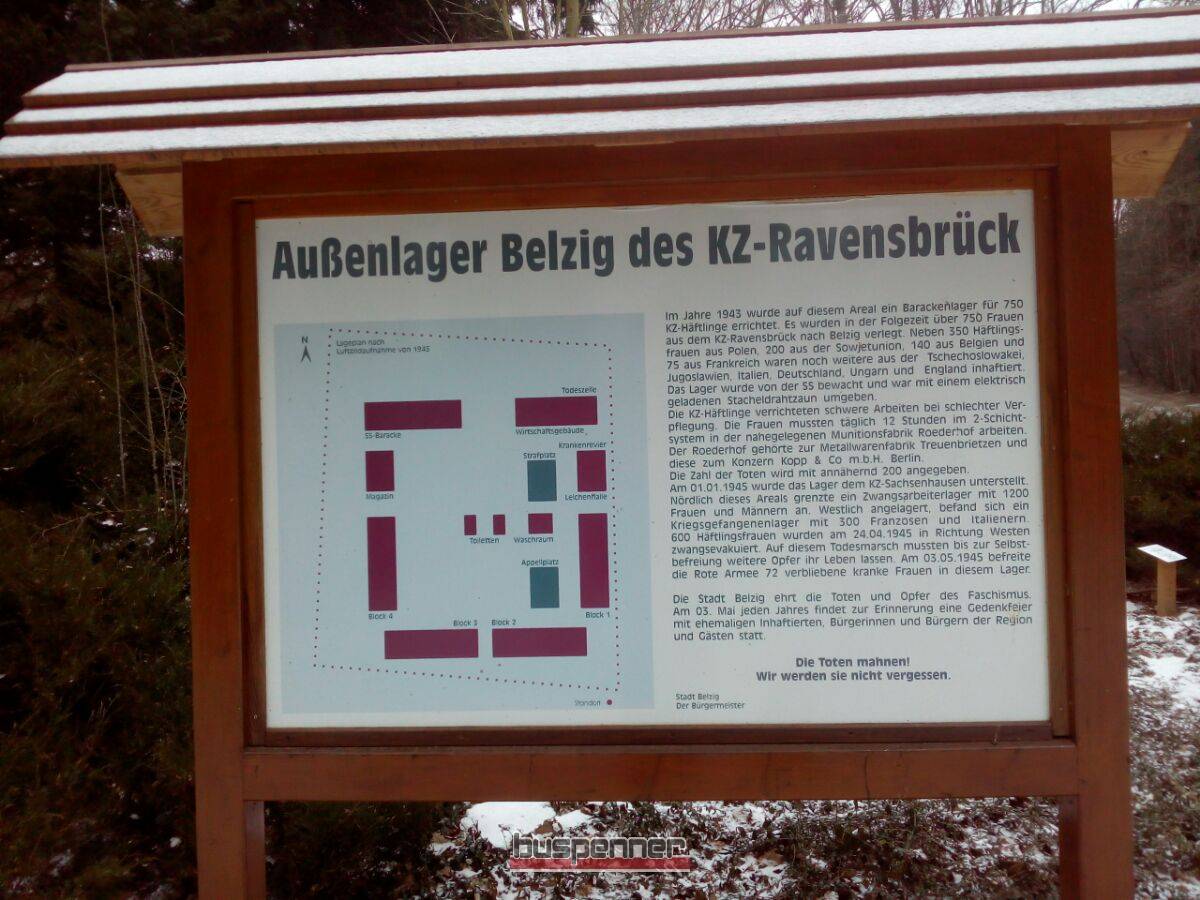 Außenlager Belzig des KZ-Ravensbrück
N
Lageplan nach
Luftbildaufnahme von 1945
Todeszelle
SS-Baracke
Wirtschaftsgebäude
Krankenrevier
Strafplatz
Magazin
Leichenhalle
Toiletten
Waschraum
Appellplatz
Block 4
Block 3
Block 2
Block 1
Standort
Im Jahre 1943 wurde auf diesem Areal ein Barackenlager für 750
KZ-Häftlinge errichtet. Es wurden in der Folgezeit über 750 Frauen
aus dem KZ-Ravensbrück nach Belzig verlegt. Neben 350 Häftlings-
frauen aus Polen, 200 aus der Sowjetunion, 140 aus Belgien und
75 aus Frankreich waren noch weitere aus der Tschechoslowakei,
Jugoslawien, Italien, Deutschland, Ungarn und England inhaftiert.
Das Lager wurde von der SS bewacht und war mit einem elektrisch
geladenen Stacheldrahtzaun umgeben.
Die KZ-Häftlinge verrichteten schwere Arbeiten bei schlechter Ver-
pflegung. Die Frauen mussten täglich 12 Stunden im 2-Schicht-
system in der nahegelegenen Munitionsfabrik Roederhof arbeiten.
Der Roederhof gehörte zur Metallwarenfabrik Treuenbrietzen und
diese zum Konzern Kopp & Co m.b.H. Berlin.
Die Zahl der Toten wird mit annähernd 200 angegeben.
Am 01.01.1945 wurde das Lager dem KZ-Sachsenhausen unterstellt.
Nördlich dieses Areals grenzte ein Zwangsarbeiterlager mit 1200
Frauen und Männern an. Westlich angelagert, befand sich ein
Kriegsgefangenenlager mit 300 Franzosen und Italienern.
600 Häftlingsfrauen wurden am 24.04.1945 in Richtung Westen
zwangsevakuiert. Auf diesem Todesmarsch mussten bis zur Selbst-
befreiung weitere Opfer ihr Leben lassen. Am 03.05.1945 befreite
die Rote Armee 72 verbliebene kranke Frauen in diesem Lager.
Die Stadt Belzig ehrt die Toten und Opfer des Faschismus.
Am 03. Mai jeden Jahres findet zur Erinnerung eine Gedenkfeier
mit ehemaligen Inhaftierten, Bürgerinnen und Bürgern der Region
und Gästen statt.
Die Toten mahnen!
Wir werden sie nicht vergessen.
Stadt Belzig
Der Bürgermeister
buspenner